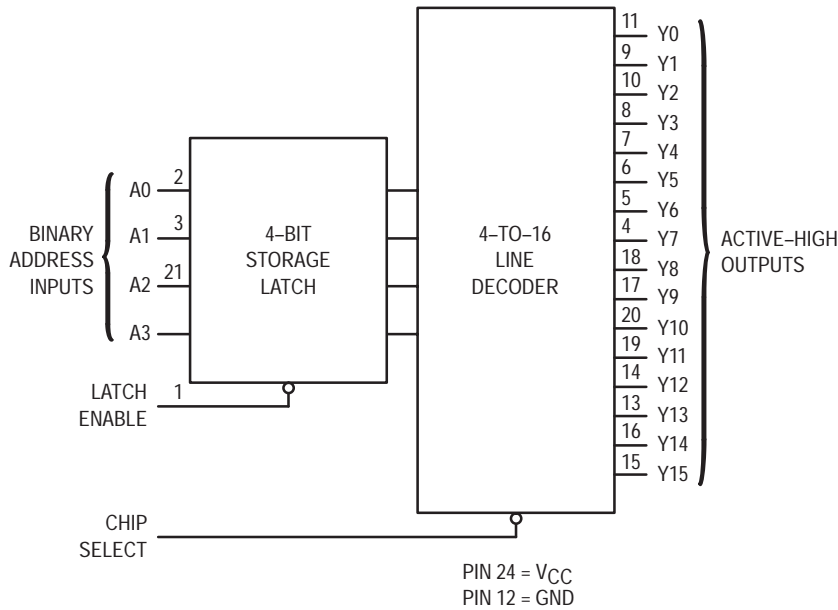 BINARY
ADDRESS
INPUTS
A0
2
A1
3
A2
21
A3
LATCH
ENABLE
1
CHIP
SELECT
4–BIT
STORAGE
LATCH
4–TO–16
LINE
DECODER
11 Y0
9 Y1
10 Y2
8 Y3
7 Y4
6 Y5
5 Y6
4 Y7
18 Y8
17 Y9
20 Y10
19 Y11
14 Y12
13 Y13
16 Y14
15 Y15
ACTIVE–HIGH
OUTPUTS
PIN 24 = VCC
PIN 12 = GND